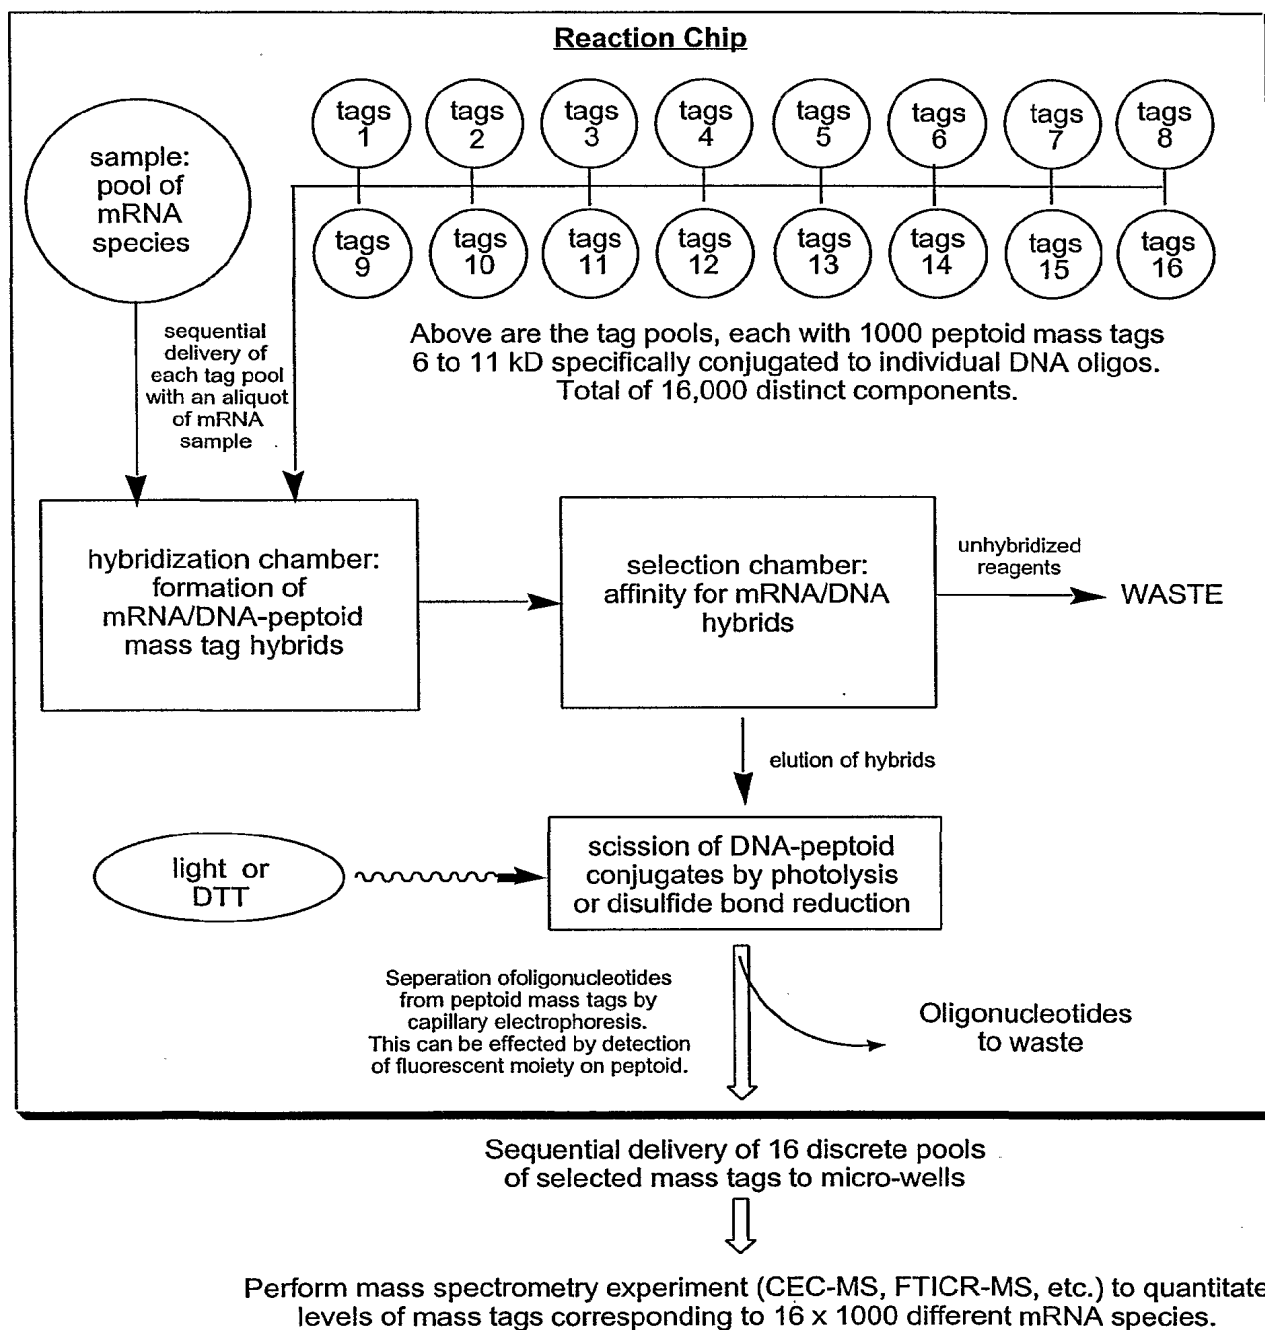 Reaction Chip
sample:
pool of
mRNA
species
tags
1
tags
2
tags
3
tags
4
tags
5
tags
6
tags
7
tags
8
tags
9
tags
10
tags
11
tags
12
tags
13
tags
14
tags
15
tags
16
Above are the tag pools, each with 1000 peptoid mass tags
6 to 11 kD specifically conjugated to individual DNA oligos.
Total of 16,000 distinct components.
sequential
delivery of
each tag pool
with an aliquot
of mRNA
sample
hybridization chamber:
formation of
mRNA/DNA-peptoid
mass tag hybrids
selection chamber:
affinity for mRNA/DNA
hybrids
unhybridized
reagents
WASTE
elution of hybrids
light or
DTT
scission of DNA-peptoid
conjugates by photolysis
or disulfide bond reduction
Seperation ofoligonucleotides
from peptoid mass tags by
capillary electrophoresis.
This can be effected by detection
of fluorescent moiety on peptoid.
Oligonucleotides
to waste
Sequential delivery of 16 discrete pools
of selected mass tags to micro-wells
Perform mass spectrometry experiment (CEC-MS, FTICR-MS, etc.) to quantitate
levels of mass tags corresponding to 16 x 1000 different mRNA species.